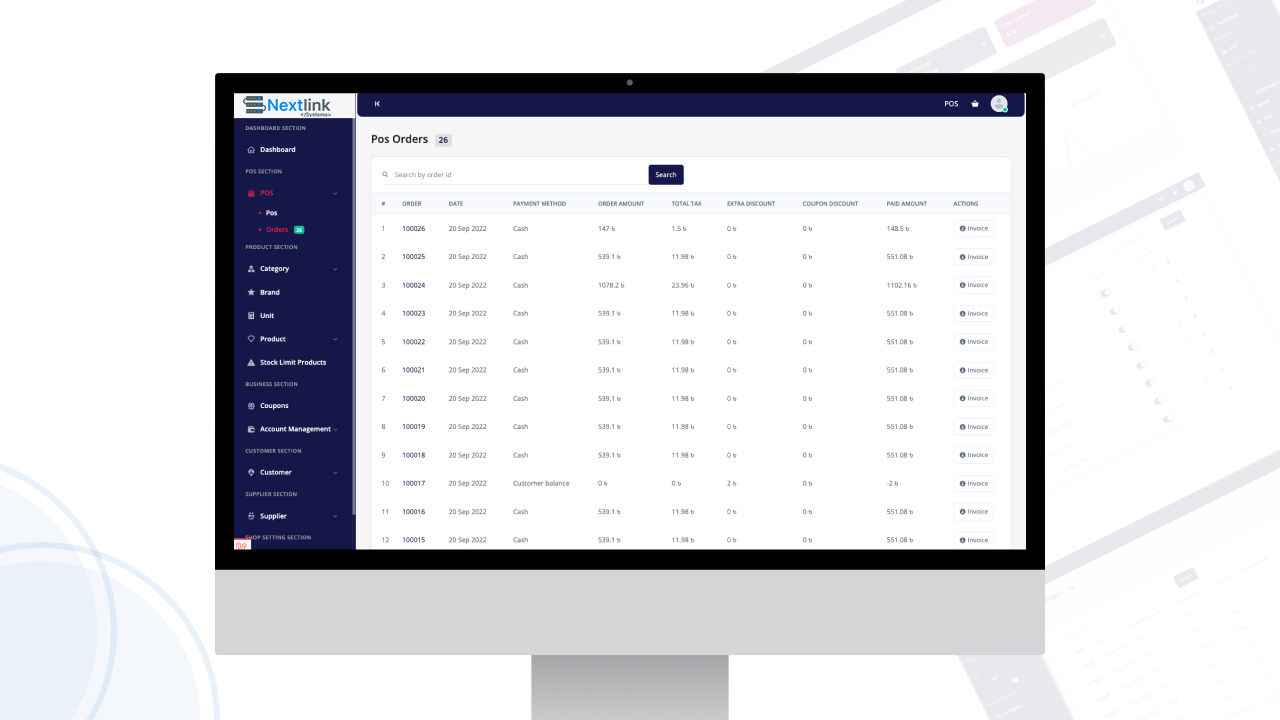 Nextlink
</Systems>
DASHBOARD SECTION
Dashboard
POS SECTION
POS
Pos
Orders 26
PRODUCT SECTION
Category
Brand
Unit
Product
Stock Limit Products
BUSINESS SECTION
Coupons
Account Management
CUSTOMER SECTION
Customer
SUPPLIER SECTION
Supplier
SHOP SETTING SECTION
POS
Pos Orders 26
Search by order id Search
# ORDER DATE PAYMENT METHOD ORDER AMOUNT TOTAL TAX EXTRA DISCOUNT COUPON DISCOUNT PAID AMOUNT ACTIONS
1 100026 20 Sep 2022 Cash 147 ৳ 1.5 ৳ 0 ৳ 0 ৳ 148.5 ৳ Invoice
2 100025 20 Sep 2022 Cash 539.1 ৳ 11.98 ৳ 0 ৳ 0 ৳ 551.08 ৳ Invoice
3 100024 20 Sep 2022 Cash 1078.2 ৳ 23.96 ৳ 0 ৳ 0 ৳ 1102.16 ৳ Invoice
4 100023 20 Sep 2022 Cash 539.1 ৳ 11.98 ৳ 0 ৳ 0 ৳ 551.08 ৳ Invoice
5 100022 20 Sep 2022 Cash 539.1 ৳ 11.98 ৳ 0 ৳ 0 ৳ 551.08 ৳ Invoice
6 100021 20 Sep 2022 Cash 539.1 ৳ 11.98 ৳ 0 ৳ 0 ৳ 551.08 ৳ Invoice
7 100020 20 Sep 2022 Cash 539.1 ৳ 11.98 ৳ 0 ৳ 0 ৳ 551.08 ৳ Invoice
8 100019 20 Sep 2022 Cash 539.1 ৳ 11.98 ৳ 0 ৳ 0 ৳ 551.08 ৳ Invoice
9 100018 20 Sep 2022 Cash 539.1 ৳ 11.98 ৳ 0 ৳ 0 ৳ 551.08 ৳ Invoice
10 100017 20 Sep 2022 Customer balance 0 ৳ 0 ৳ 2 ৳ 0 ৳ -2 ৳ Invoice
11 100016 20 Sep 2022 Cash 539.1 ৳ 11.98 ৳ 0 ৳ 0 ৳ 551.08 ৳ Invoice
12 100015 20 Sep 2022 Cash 539.1 ৳ 11.98 ৳ 0 ৳ 0 ৳ 551.08 ৳ Invoice